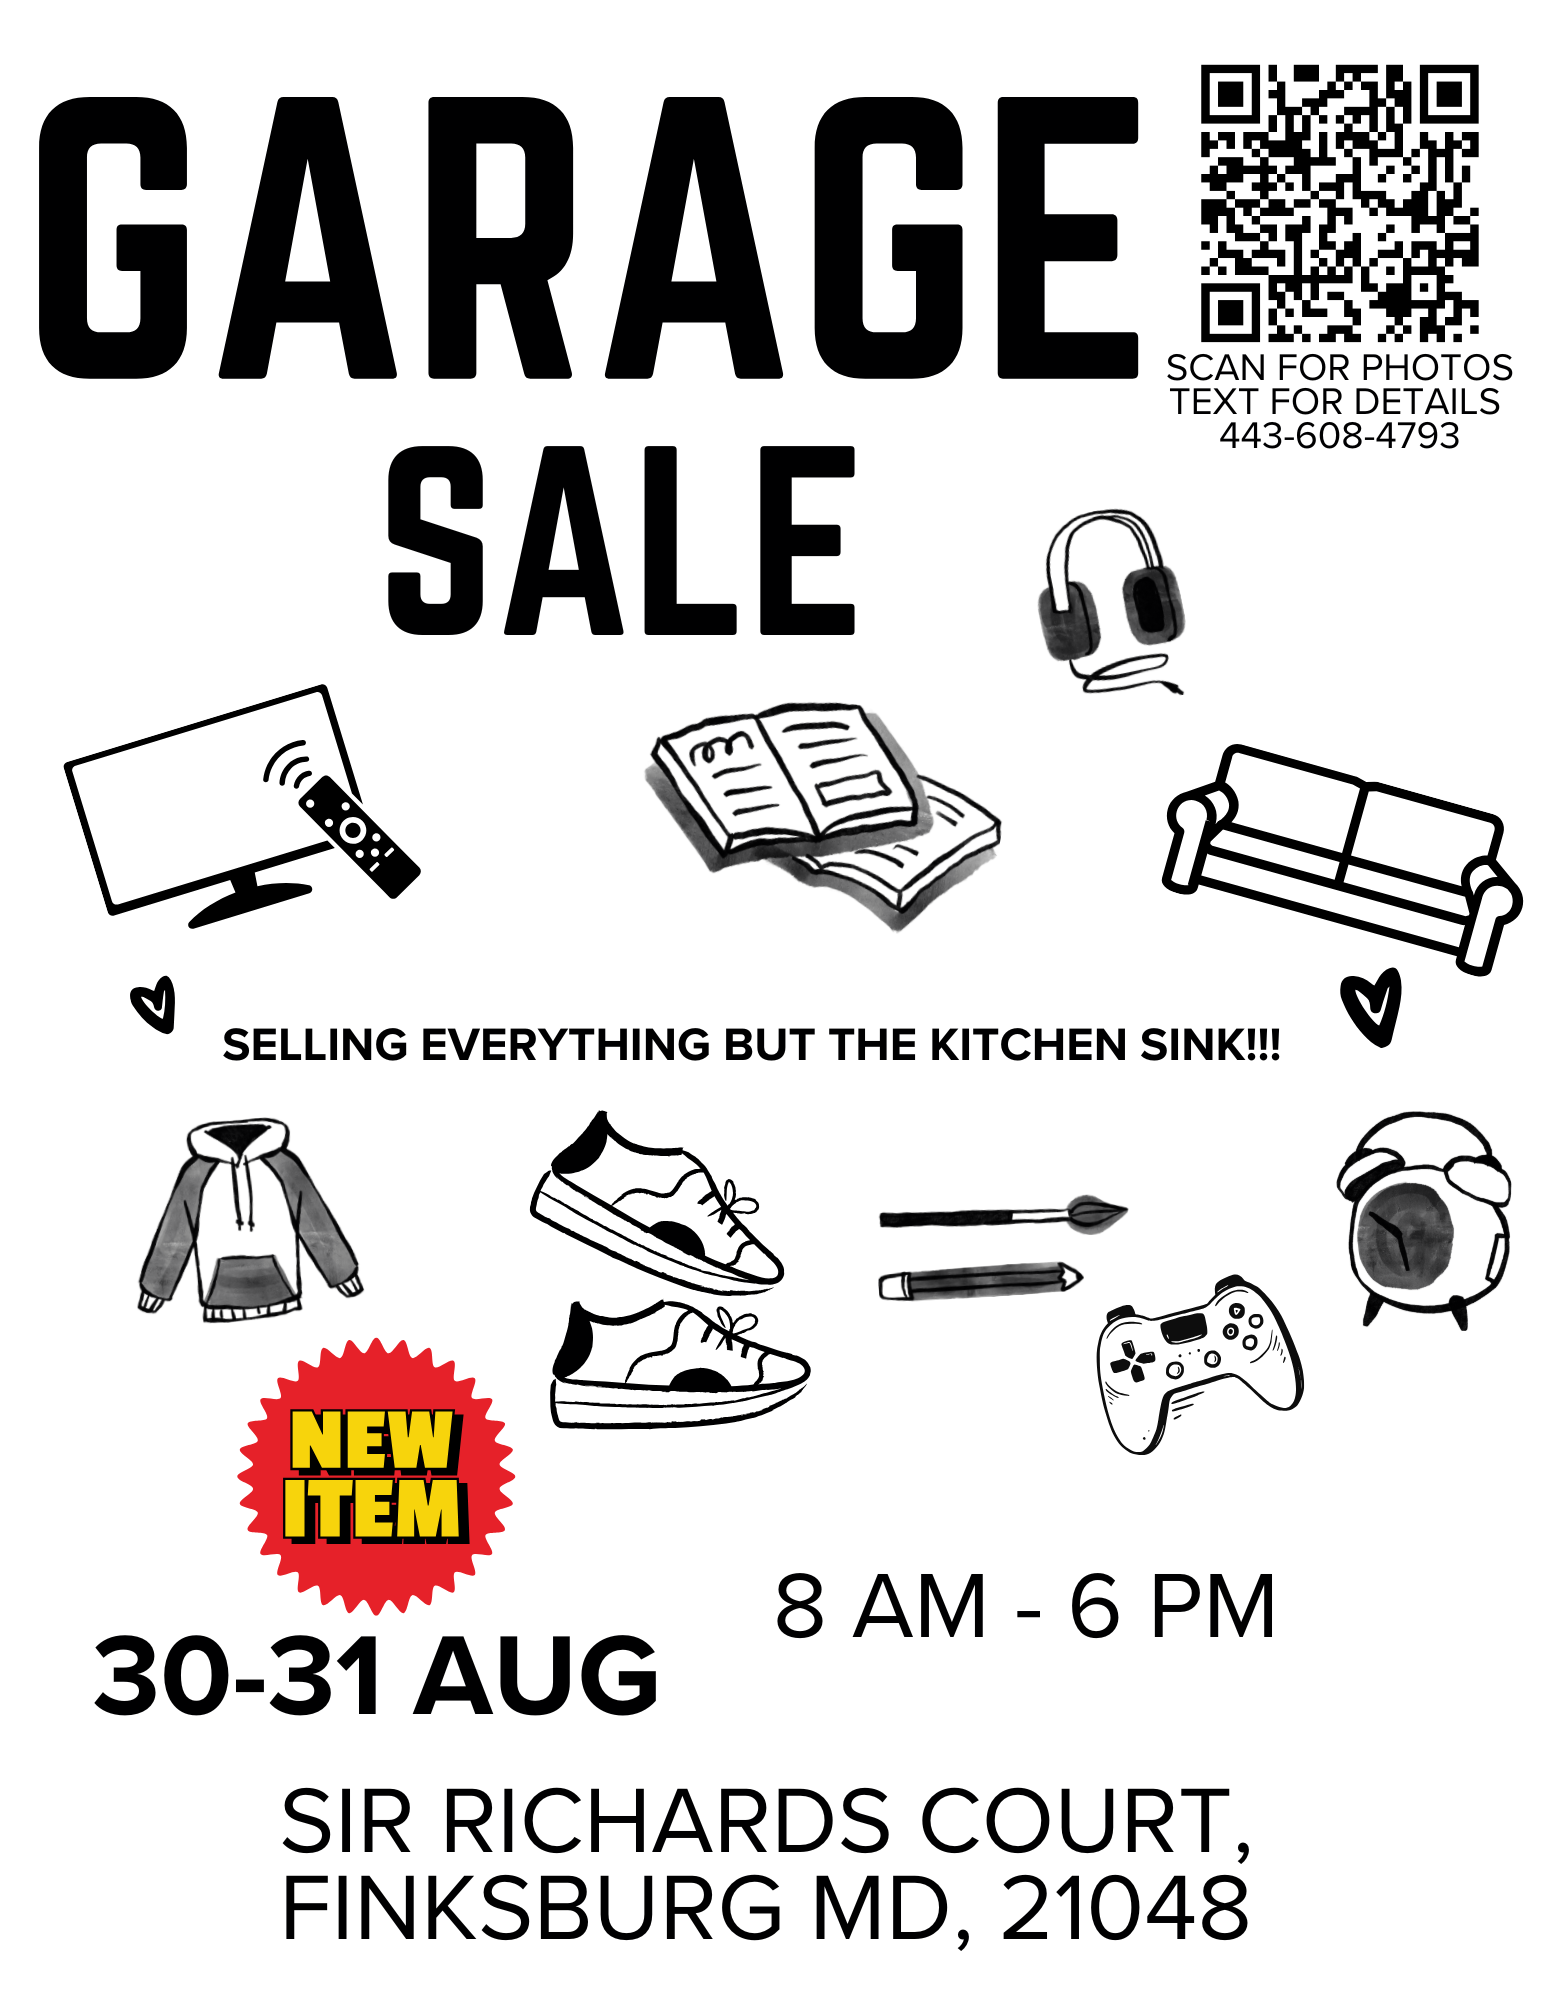 GARAGE
SALE
SCAN FOR PHOTOS
TEXT FOR DETAILS
443-608-4793
SELLING EVERYTHING BUT THE KITCHEN SINK!!!
NEW
ITEM
30-31 AUG
8 AM - 6 PM
SIR RICHARDS COURT,
FINKSBURG MD, 21048